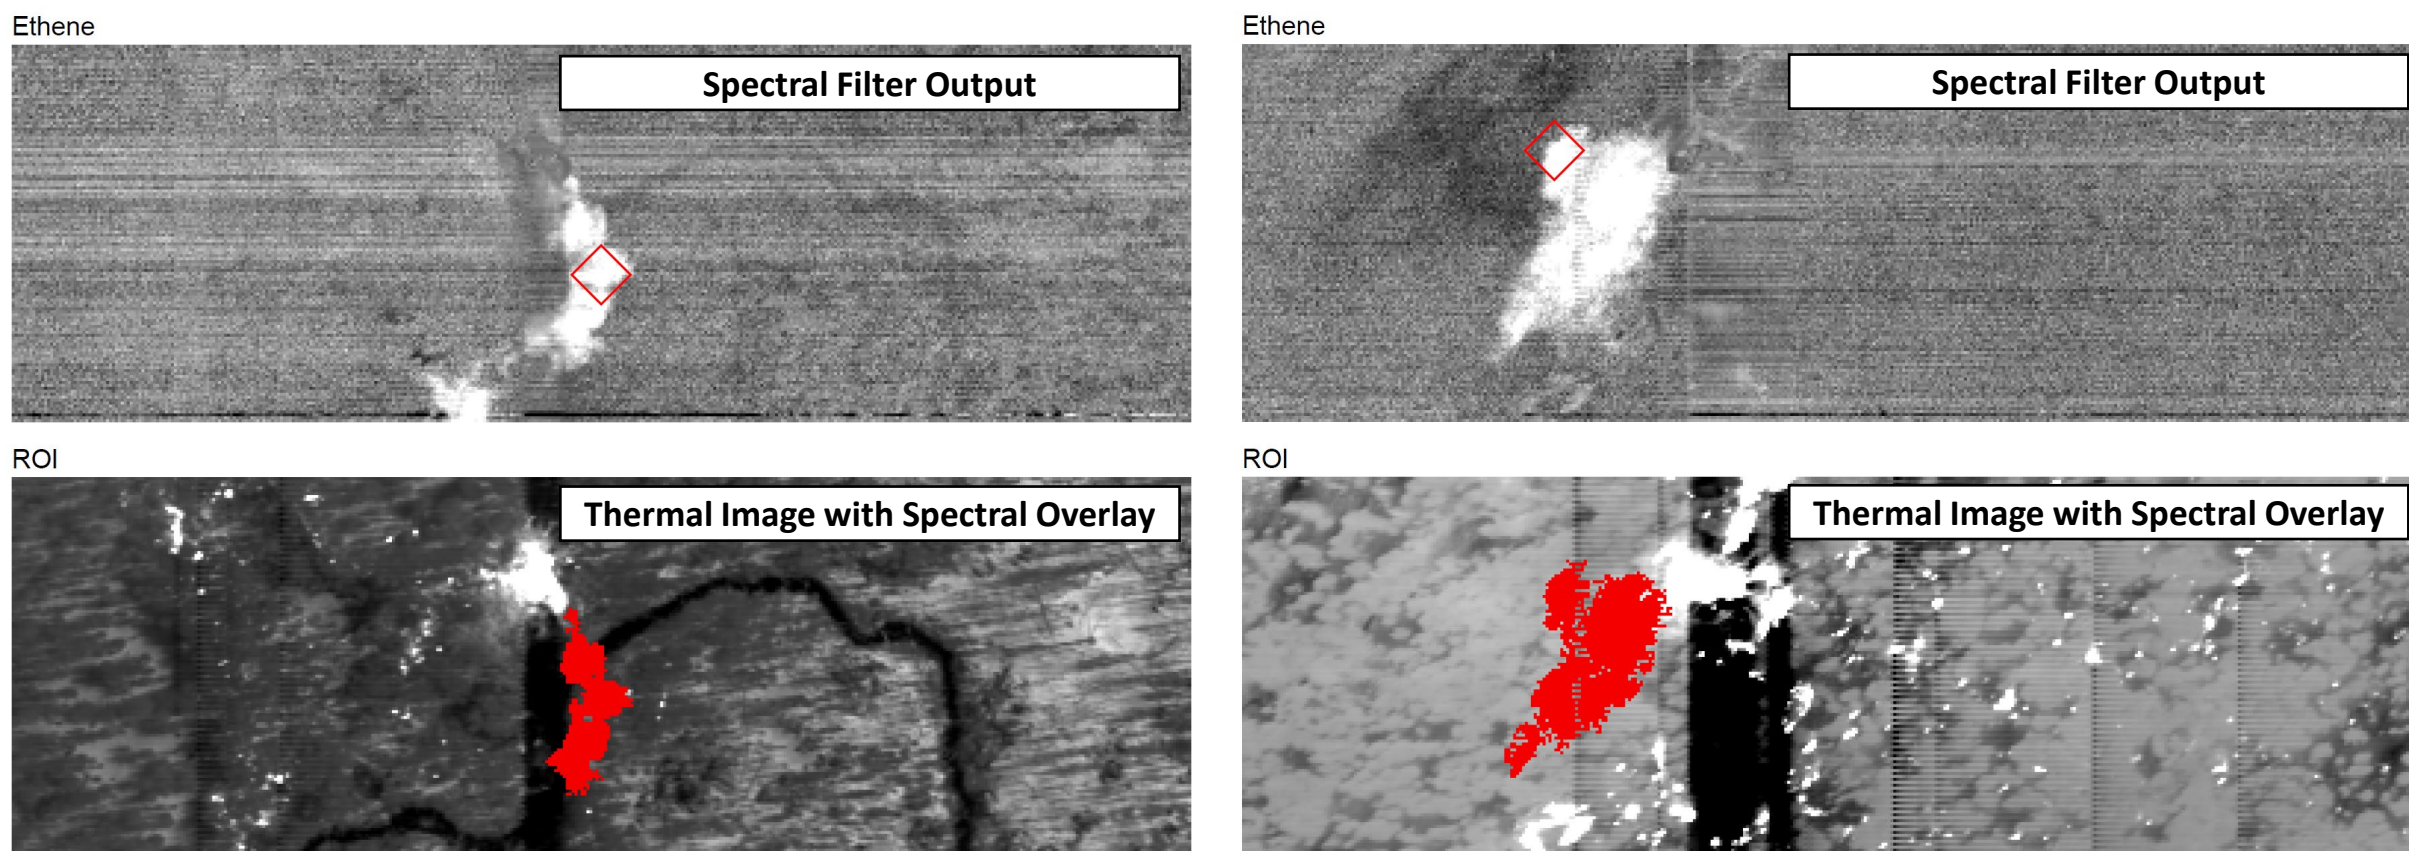 Ethene
Spectral Filter Output
Ethene
Spectral Filter Output
ROI
Thermal Image with Spectral Overlay
ROI
Thermal Image with Spectral Overlay